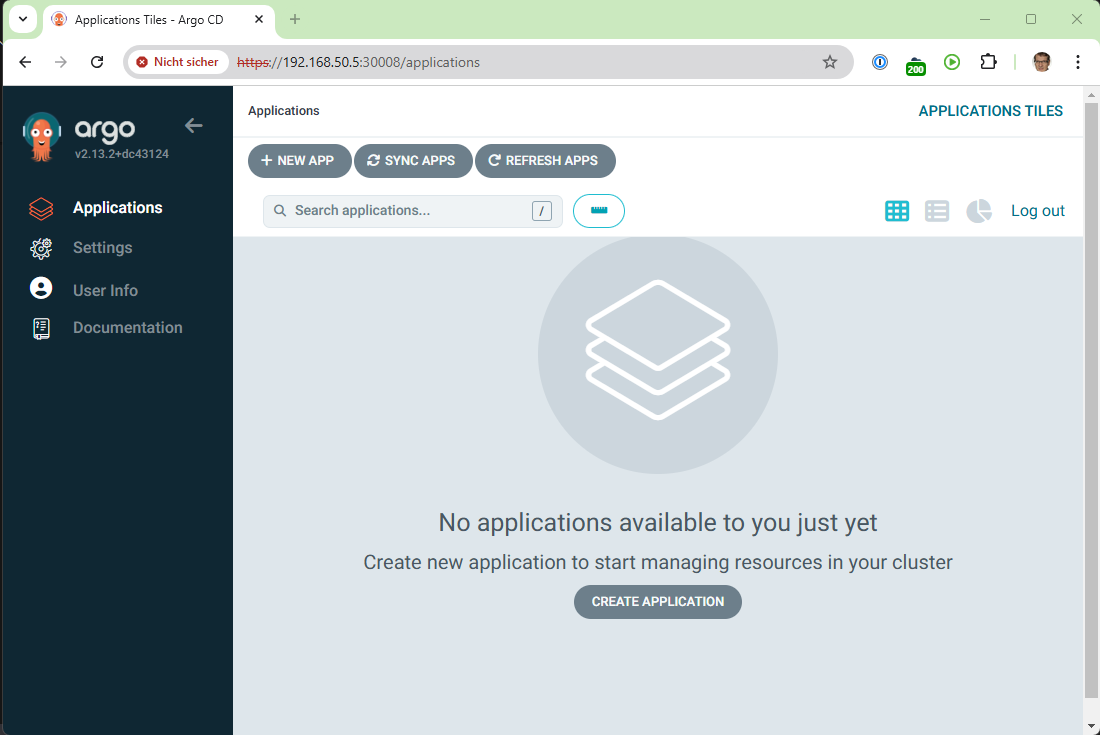 Applications Tiles - Argo CD
Nicht sicher
https://192.168.50.5:30008/applications
200
argo
v2.13.2+dc43124
Applications
Settings
User Info
Documentation
Applications
APPLICATIONS TILES
NEW APP
SYNC APPS
REFRESH APPS
Search applications...
/
Log out
No applications available to you just yet
Create new application to start managing resources in your cluster
CREATE APPLICATION